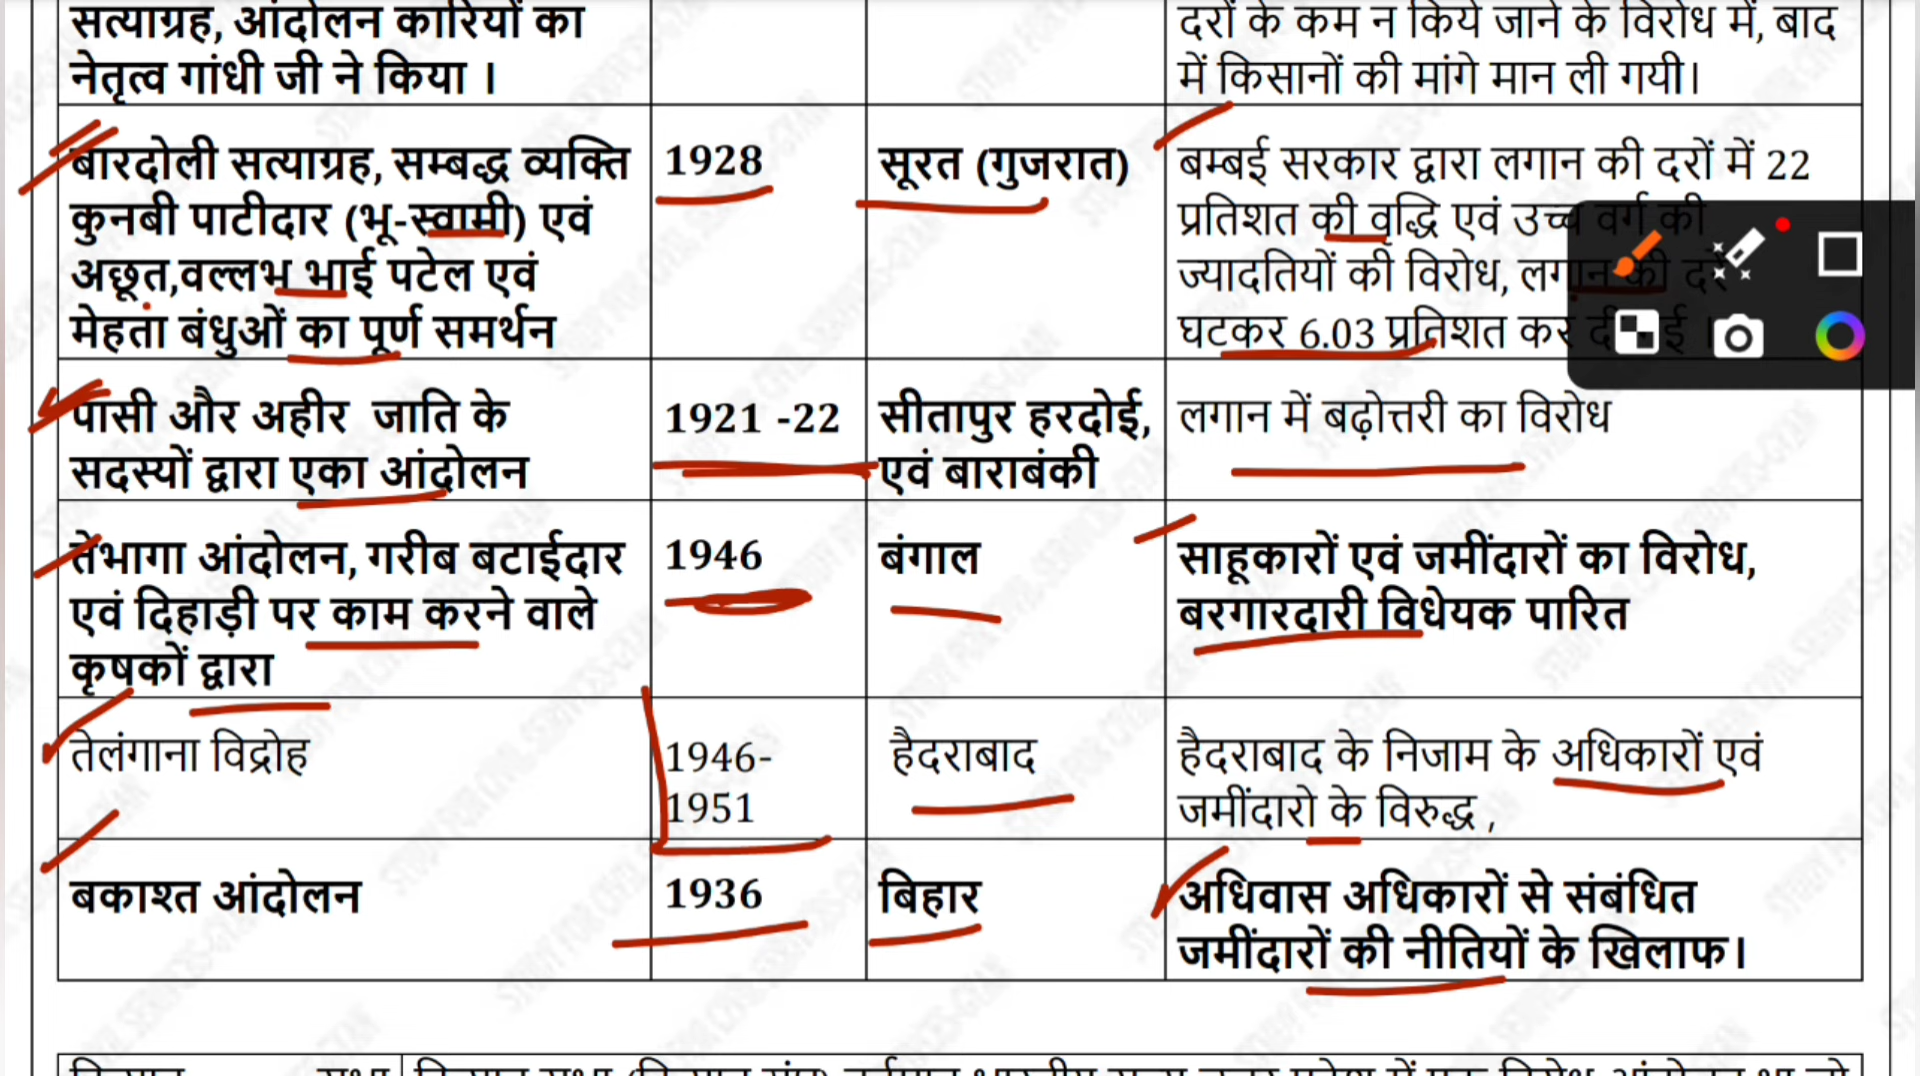 सत्याग्रह, आंदोलन कारियों का
नेतृत्व गांधी जी ने किया ।
दरों के कम न किये जाने के विरोध में, बाद
में किसानों की मांगे मान ली गयी।
बारदोली सत्याग्रह, सम्बद्ध व्यक्ति
कुनबी पाटीदार (भू-स्वामी) एवं
अछूत,वल्लभ भाई पटेल एवं
मेहता बंधुओं का पूर्ण समर्थन
1928
सूरत (गुजरात)
बम्बई सरकार द्वारा लगान की दरों में 22
प्रतिशत की वृद्धि एवं उच्च वर्ग की
ज्यादतियों की विरोध, लगान की दरें
घटकर 6.03 प्रतिशत कर
पासी और अहीर जाति के
सदस्यों द्वारा एका आंदोलन
1921 -22
सीतापुर हरदोई,
एवं बाराबंकी
लगान में बढ़ोत्तरी का विरोध
तेभागा आंदोलन, गरीब बटाईदार
एवं दिहाड़ी पर काम करने वाले
कृषकों द्वारा
1946
बंगाल
साहूकारों एवं जमींदारों का विरोध,
बरगारदारी विधेयक पारित
तेलंगाना विद्रोह
1946-
1951
हैदराबाद
हैदराबाद के निजाम के अधिकारों एवं
जमींदारो के विरुद्ध ,
बकाश्त आंदोलन
1936
बिहार
अधिवास अधिकारों से संबंधित
जमींदारों की नीतियों के खिलाफ।